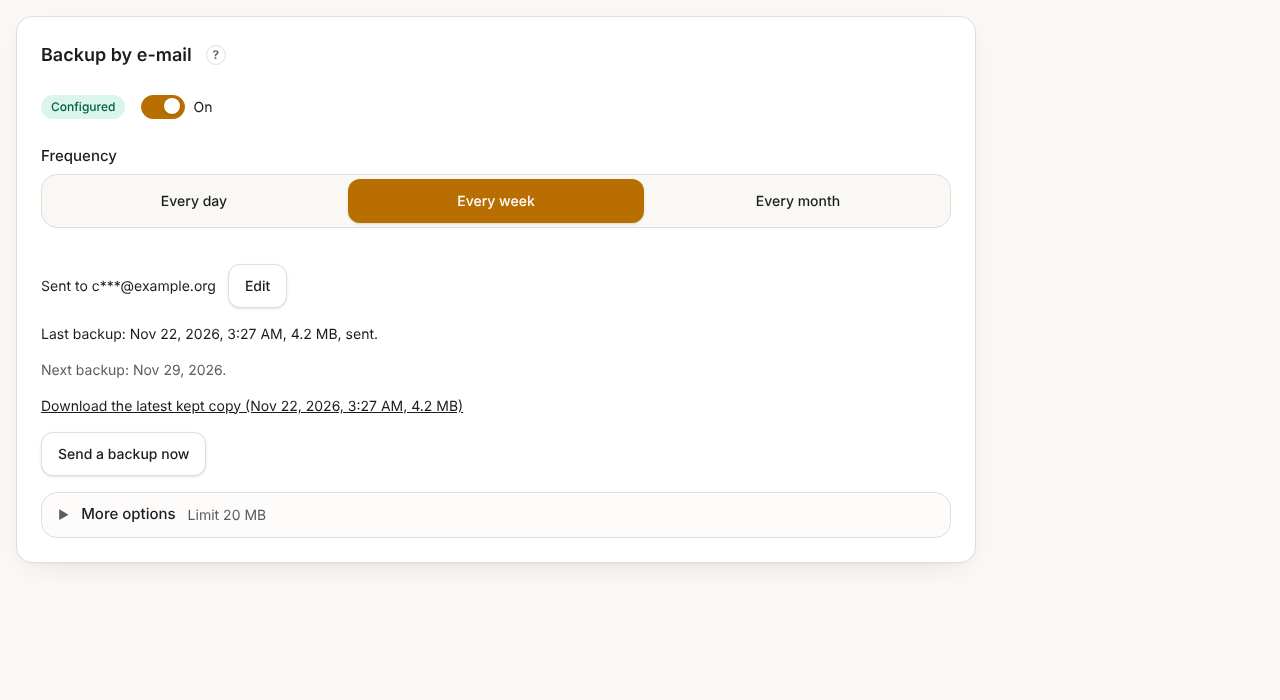 Backup by e-mail ?
Configured On
Frequency
Every day Every week Every month
Sent to c***@example.org Edit
Last backup: Nov 22, 2026, 3:27 AM, 4.2 MB, sent.
Next backup: Nov 29, 2026.
Download the latest kept copy (Nov 22, 2026, 3:27 AM, 4.2 MB)
Send a backup now
More options Limit 20 MB